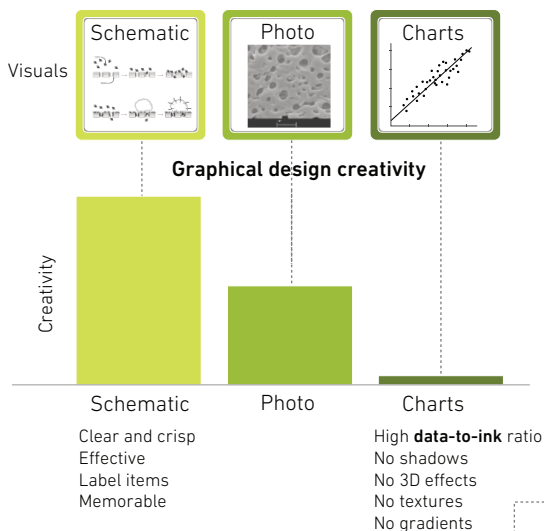 Schematic
Photo
Charts
Visuals
Graphical design creativity
Creativity
Schematic
Photo
Charts
Clear and crisp
Effective
Label items
Memorable
High data-to-ink ratio
No shadows
No 3D effects
No textures
No gradients